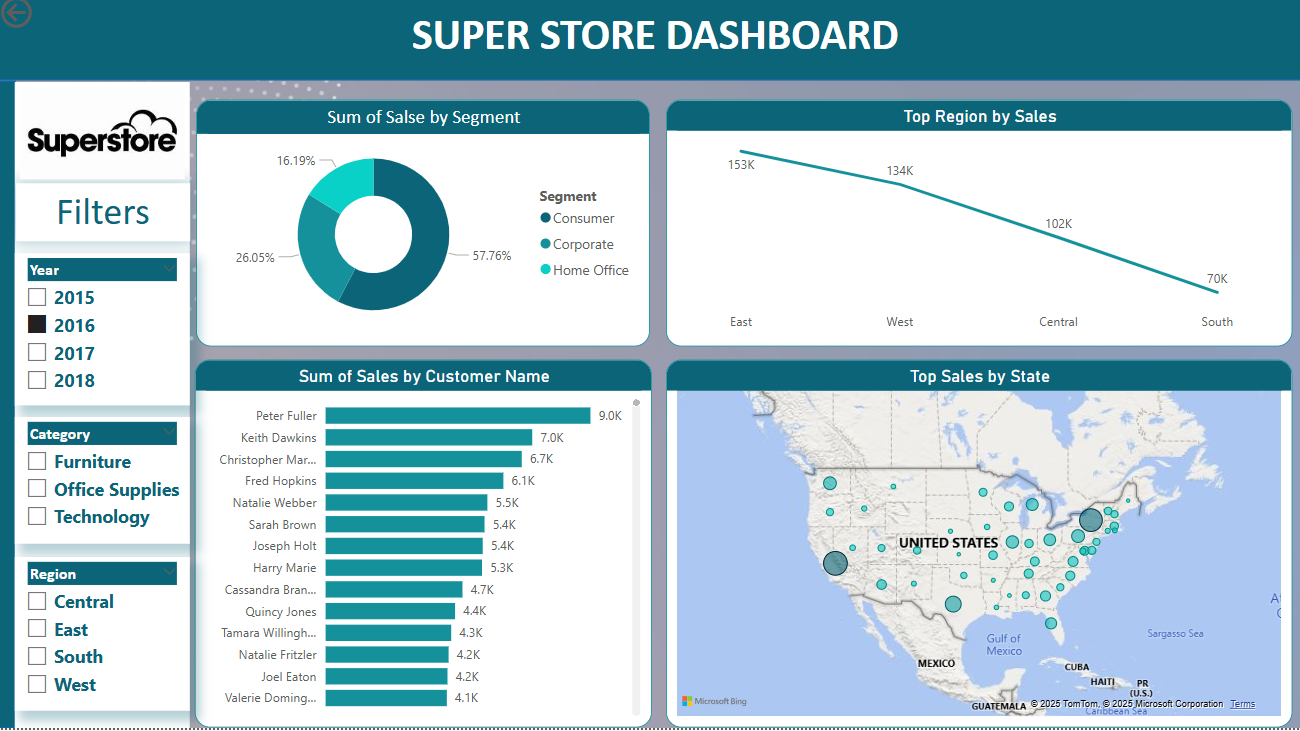 SUPER STORE DASHBOARD
Superstore
Filters
Year
2015
2016
2017
2018
Category
Furniture
Office Supplies
Technology
Region
Central
East
South
West
Sum of Salse by Segment
16.19%
26.05%
57.76%
Segment
Consumer
Corporate
Home Office
Top Region by Sales
153K
134K
102K
70K
East West Central South
Sum of Sales by Customer Name
Peter Fuller 9.0K
Keith Dawkins 7.0K
Christopher Mar... 6.7K
Fred Hopkins 6.1K
Natalie Webber 5.5K
Sarah Brown 5.4K
Joseph Holt 5.4K
Harry Marie 5.3K
Cassandra Bran... 4.7K
Quincy Jones 4.4K
Tamara Willingh... 4.3K
Natalie Fritzler 4.2K
Joel Eaton 4.2K
Valerie Doming... 4.1K
Top Sales by State
UNITED STATES
Gulf of
Mexico
Sargasso Sea
MEXICO
CUBA
HAITI
PR
(U.S.)
GUATEMALA
Caribbean Sea
Microsoft Bing
© 2025 TomTom, © 2025 Microsoft Corporation Terms